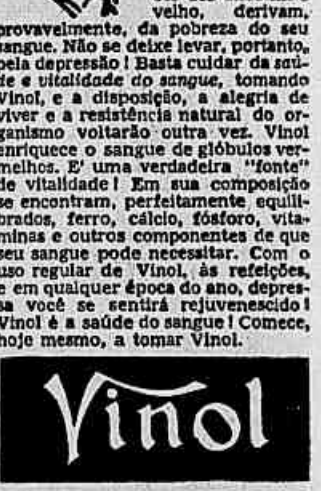 velho, derivam,
provavelmente, da pobreza do seu
sangue. Não se deixe levar, portanto,
pela depressão! Basta cuidar da saú-
de e vitalidade do sangue, tomando
Vinol, e a disposição, a alegria de
viver e a resistência natural do or-
ganismo voltarão outra vez. Vinol
enriquece o sangue de glóbulos ver-
melhos. E' uma verdadeira "fonte"
de vitalidade! Em sua composição
se encontram, perfeitamente equili-
brados, ferro, cálcio, fósforo, vita-
minas e outros componentes de que
seu sangue pode necessitar. Com o
uso regular de Vinol, às refeições,
e em qualquer época do ano, depres-
sa você se sentirá rejuvenescido!
Vinol é a saúde do sangue! Comece,
hoje mesmo, a tomar Vinol.
Vinol